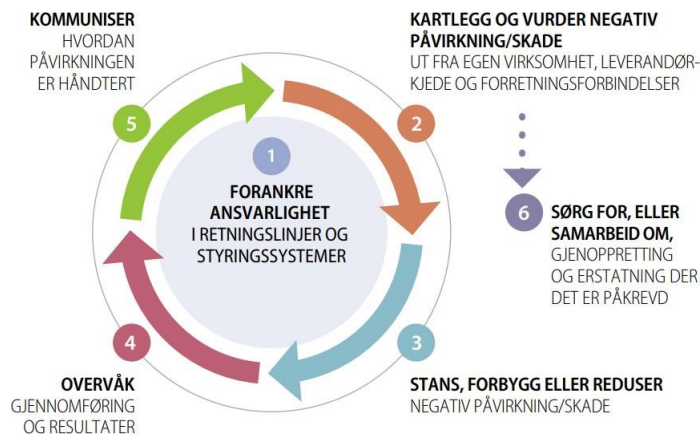 1
FORANKRE
ANSVARLIGHET
I RETNINGSLINJER OG
STYRINGSSYSTEMER
2
KARTLEGG OG VURDER NEGATIV
PÅVIRKNING/SKADE
UT FRA EGEN VIRKSOMHET, LEVERANDØR-
KJEDE OG FORRETNINGSFORBINDELSER
3
STANS, FORBYGG ELLER REDUSER
NEGATIV PÅVIRKNING/SKADE
4
OVERVÅK
GJENNOMFØRING
OG RESULTATER
5
KOMMUNISER
HVORDAN
PÅVIRKNINGEN
ER HÅNDTERT
6
SØRG FOR, ELLER
SAMARBEID OM,
GJENOPPRETTING
OG ERSTATNING DER
DET ER PÅKREVD